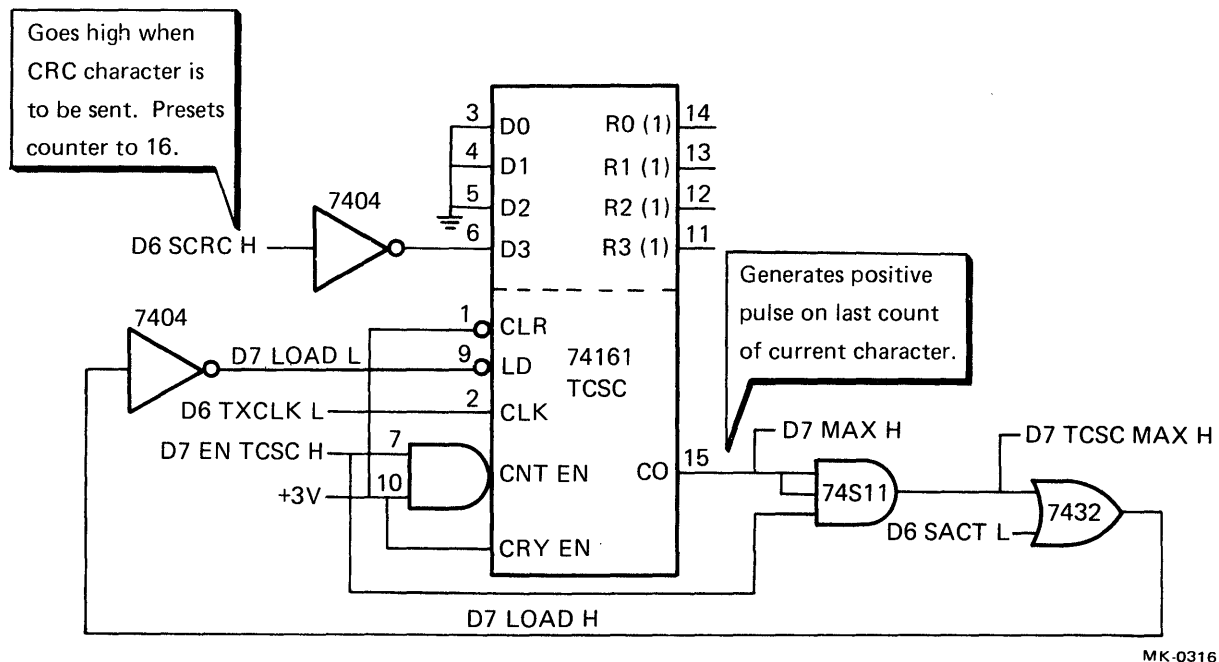 Goes high when
CRC character is
to be sent. Presets
counter to 16.
7404
D6 SCRC H
3
4
5
6
D0
D1
D2
D3
R0 (1)
R1 (1)
R2 (1)
R3 (1)
14
13
12
11
7404
D7 LOAD L
D6 TXCLK L
D7 EN TCSC H
+3V
1
9
2
7
10
CLR
LD
CLK
CNT EN
CRY EN
74161
TCSC
CO
15
Generates positive
pulse on last count
of current character.
D7 MAX H
74S11
D7 TCSC MAX H
D6 SACT L
7432
D7 LOAD H
MK-0316